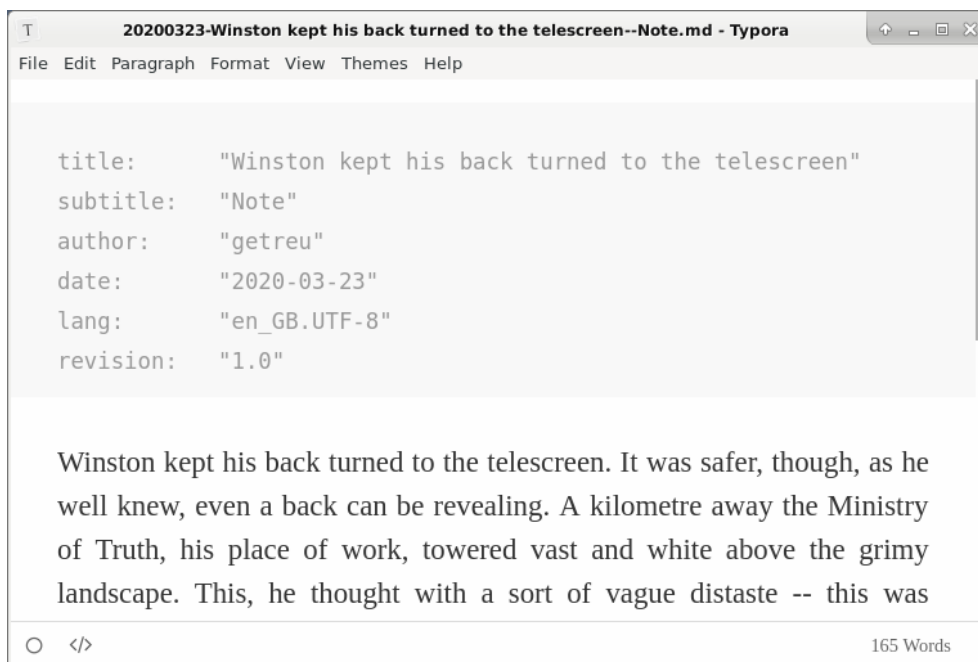 T 20200323-Winston kept his back turned to the telescreen--Note.md - Typora
File Edit Paragraph Format View Themes Help
title: "Winston kept his back turned to the telescreen"
subtitle: "Note"
author: "getreu"
date: "2020-03-23"
lang: "en_GB.UTF-8"
revision: "1.0"
Winston kept his back turned to the telescreen. It was safer, though, as he
well knew, even a back can be revealing. A kilometre away the Ministry
of Truth, his place of work, towered vast and white above the grimy
landscape. This, he thought with a sort of vague distaste -- this was
</> 165 Words